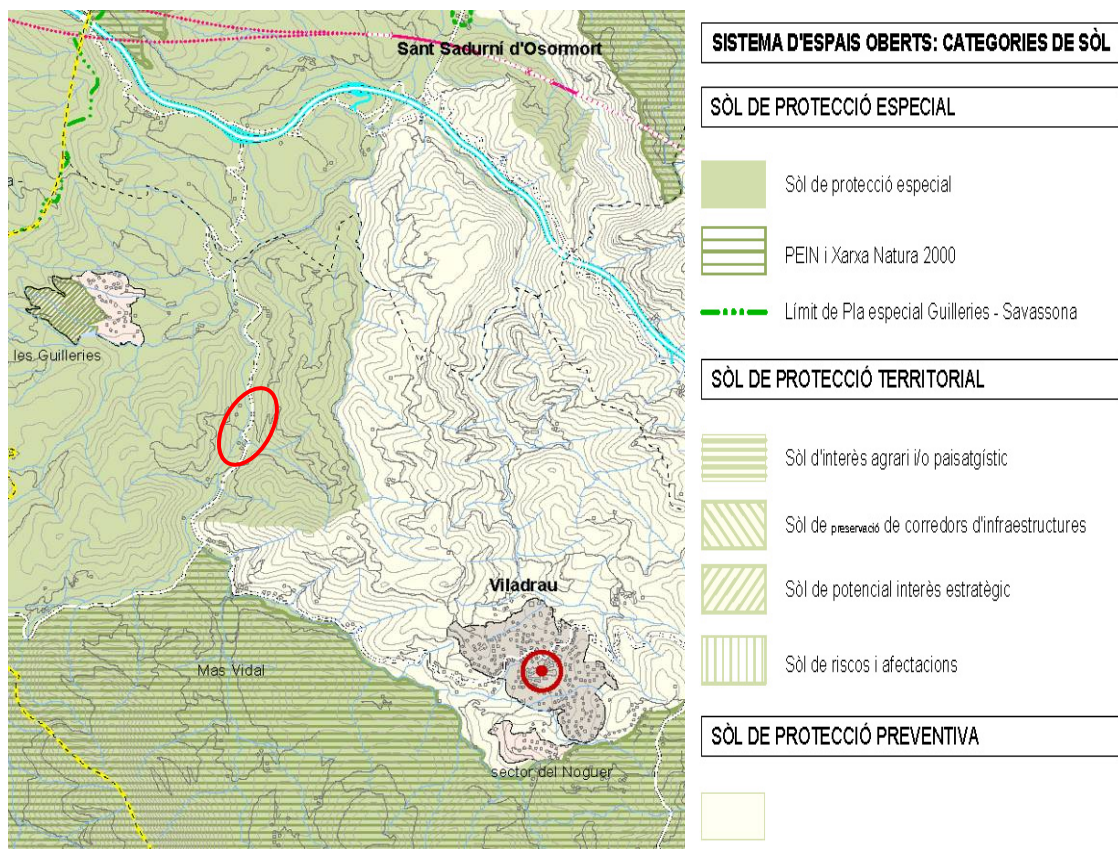 Sant Sadurní d'Osormort
les Guilleries
Viladrau
Mas Vidal
sector del Noguer
SISTEMA D'ESPAIS OBERTS: CATEGORIES DE SÒL
SÒL DE PROTECCIÓ ESPECIAL
Sòl de protecció especial
PEIN i Xarxa Natura 2000
Límit de Pla especial Guilleries - Savassona
SÒL DE PROTECCIÓ TERRITORIAL
Sòl d'interès agrari i/o paisatgístic
Sòl de preservació de corredors d'infraestructures
Sòl de potencial interès estratègic
Sòl de riscos i afectacions
SÒL DE PROTECCIÓ PREVENTIVA